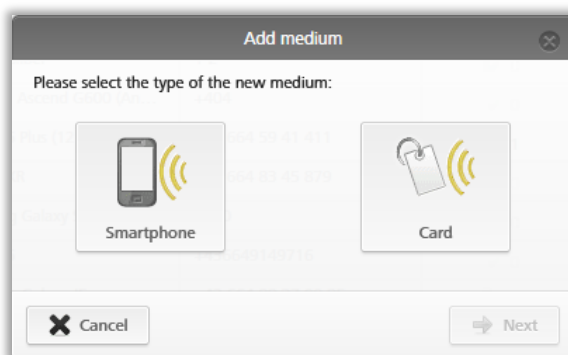 Add medium
Please select the type of the new medium:
Smartphone
Card
Cancel
Next